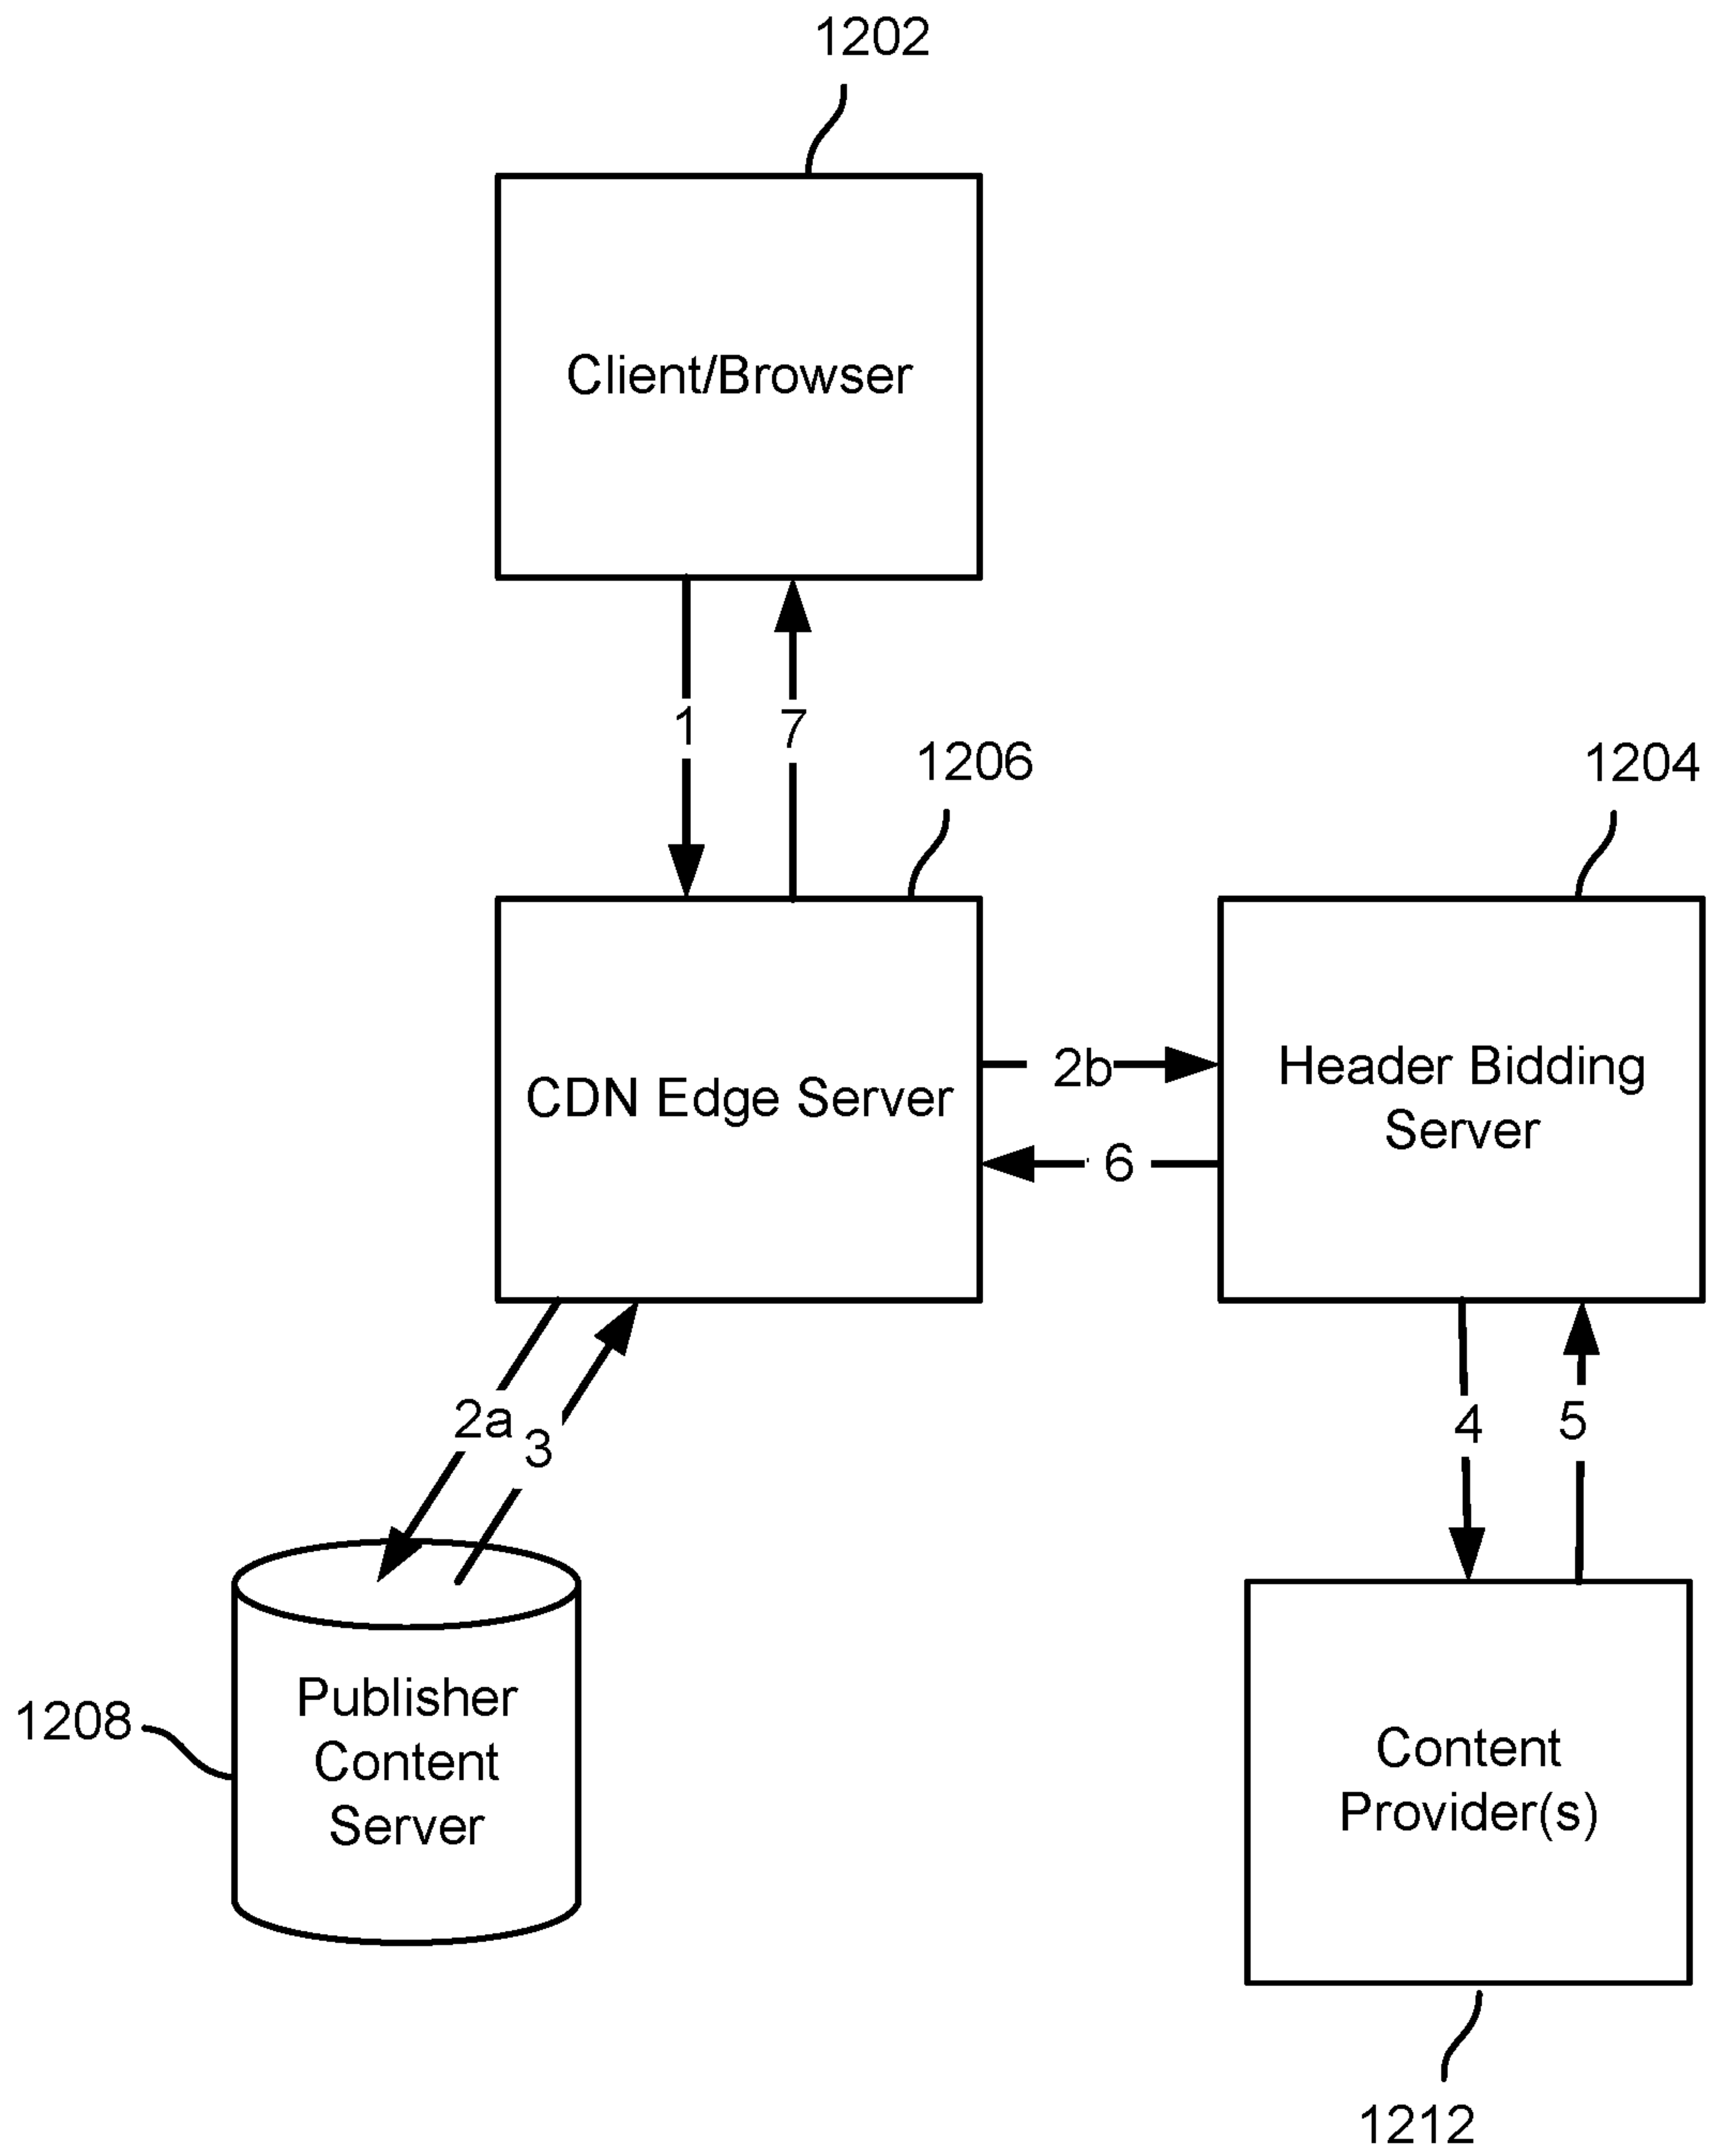 1202
Client/Browser
1
7
1206
1204
CDN Edge Server
2b
6
Header Bidding
Server
2a
3
4
5
1208
Publisher
Content
Server
Content
Provider(s)
1212